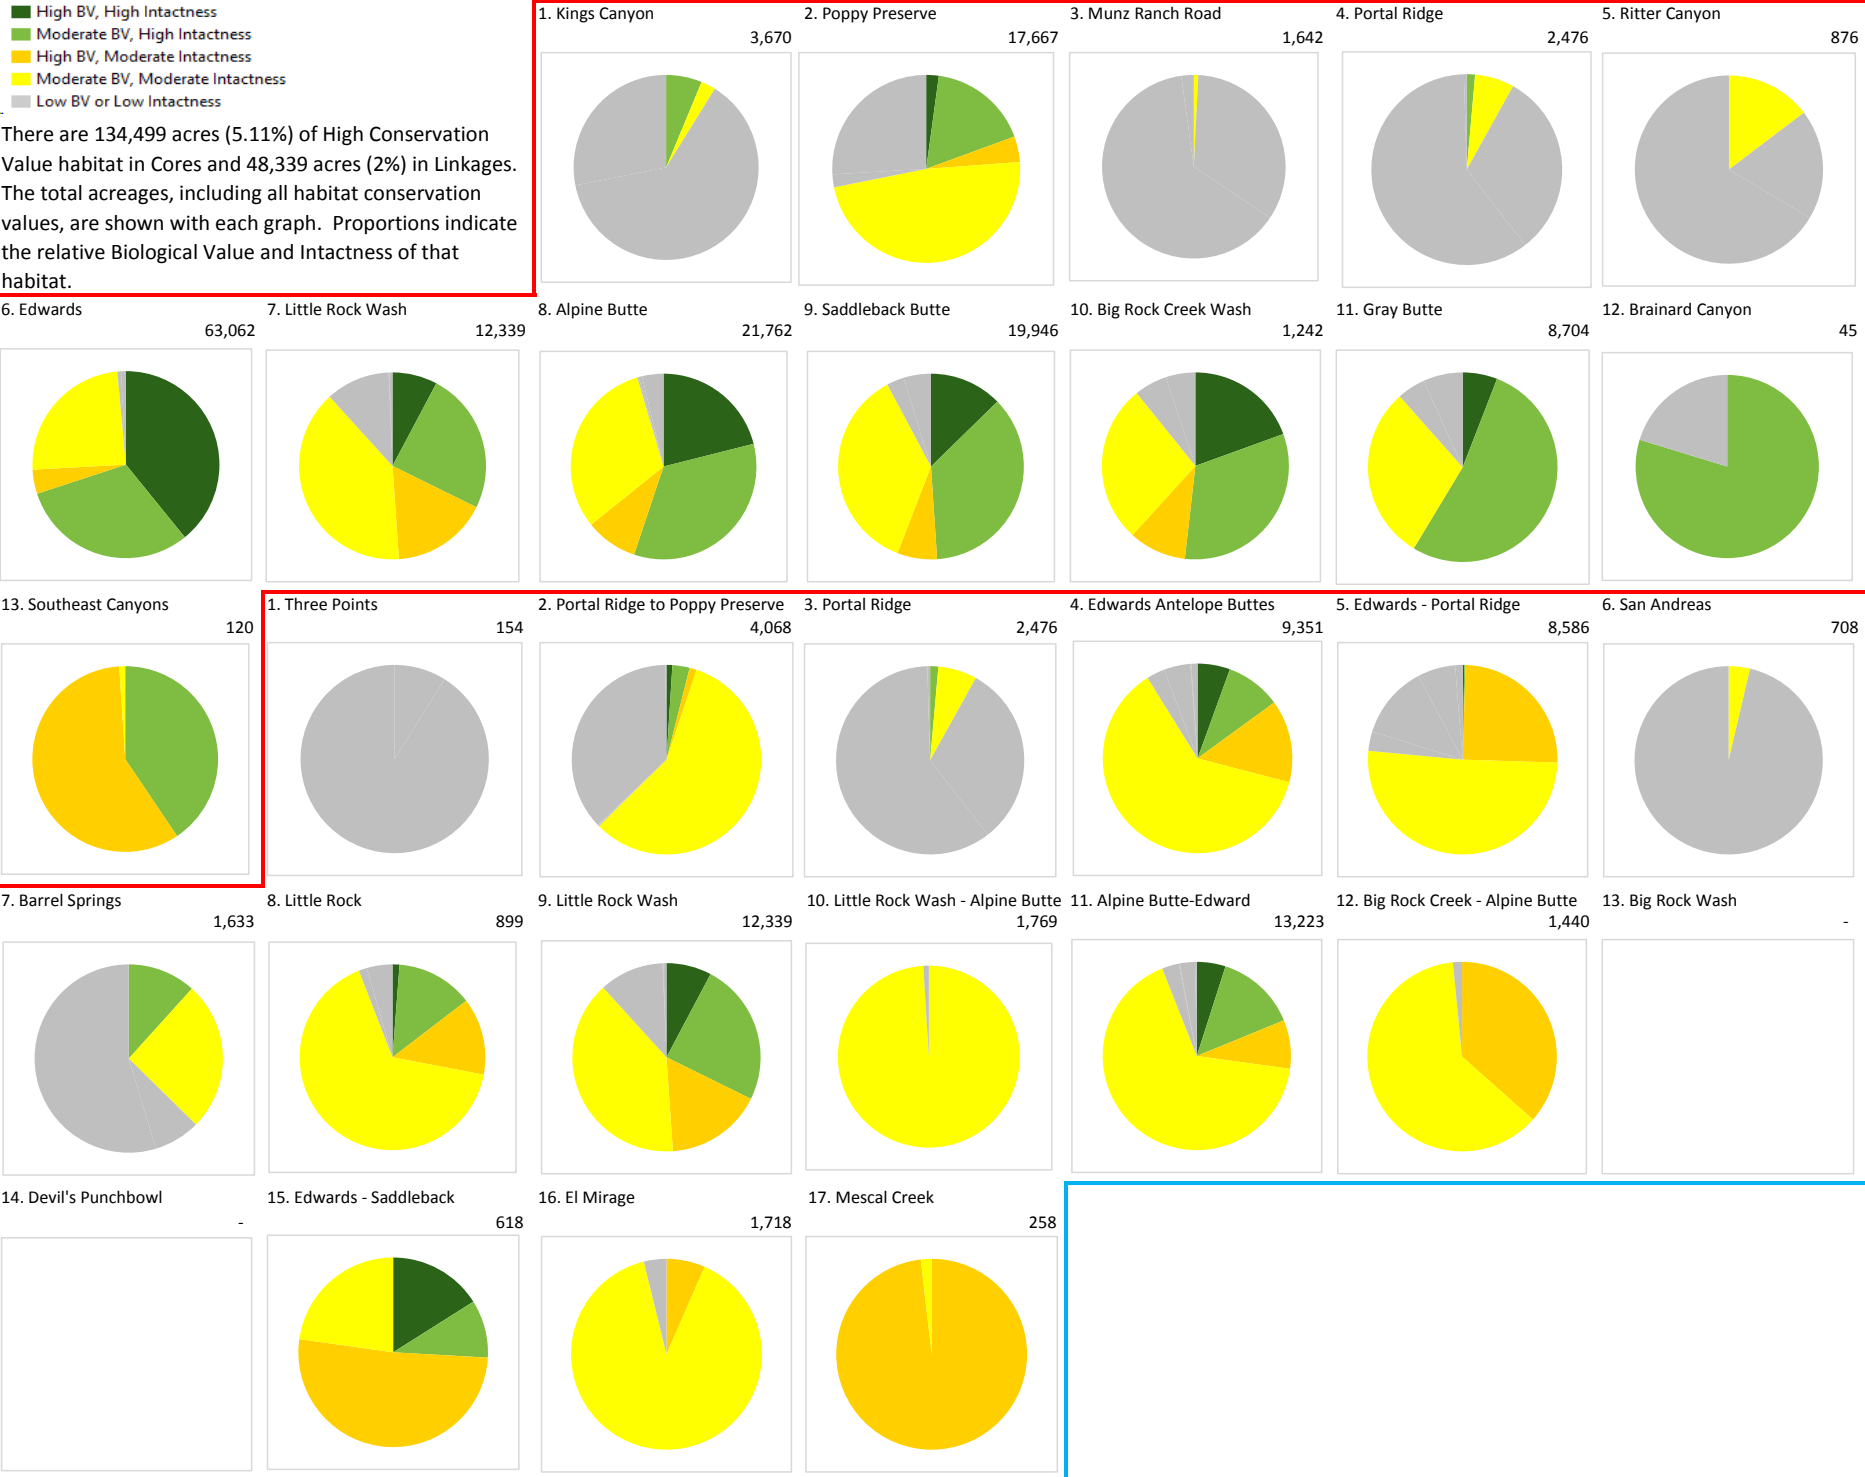 High BV, High Intactness
Moderate BV, High Intactness
High BV, Moderate Intactness
Moderate BV, Moderate Intactness
Low BV or Low Intactness
There are 134,499 acres (5.11%) of High Conservation
Value habitat in Cores and 48,339 acres (2%) in Linkages.
The total acreages, including all habitat conservation
values, are shown with each graph. Proportions indicate
the relative Biological Value and Intactness of that
habitat.
1. Kings Canyon
3,670
2. Poppy Preserve
17,667
3. Munz Ranch Road
1,642
4. Portal Ridge
2,476
5. Ritter Canyon
876
6. Edwards
63,062
7. Little Rock Wash
12,339
8. Alpine Butte
21,762
9. Saddleback Butte
19,946
10. Big Rock Creek Wash
1,242
11. Gray Butte
8,704
12. Brainard Canyon
45
13. Southeast Canyons
120
1. Three Points
154
2. Portal Ridge to Poppy Preserve
4,068
3. Portal Ridge
2,476
4. Edwards Antelope Buttes
9,351
5. Edwards - Portal Ridge
8,586
6. San Andreas
708
7. Barrel Springs
1,633
8. Little Rock
899
9. Little Rock Wash
12,339
10. Little Rock Wash - Alpine Butte
1,769
11. Alpine Butte-Edward
13,223
12. Big Rock Creek - Alpine Butte
1,440
13. Big Rock Wash
-
14. Devil's Punchbowl
-
15. Edwards - Saddleback
618
16. El Mirage
1,718
17. Mescal Creek
258